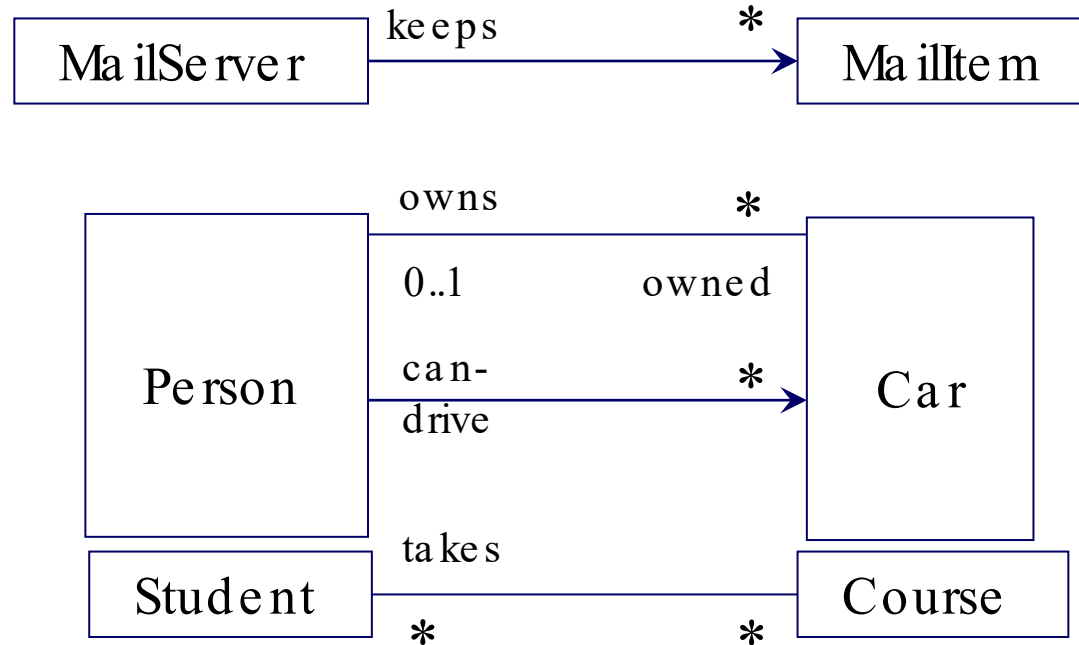 keeps *
MailServer MailItem
owns *
0..1 owned
can- *
Person Car
drive
takes
Student Course
* *